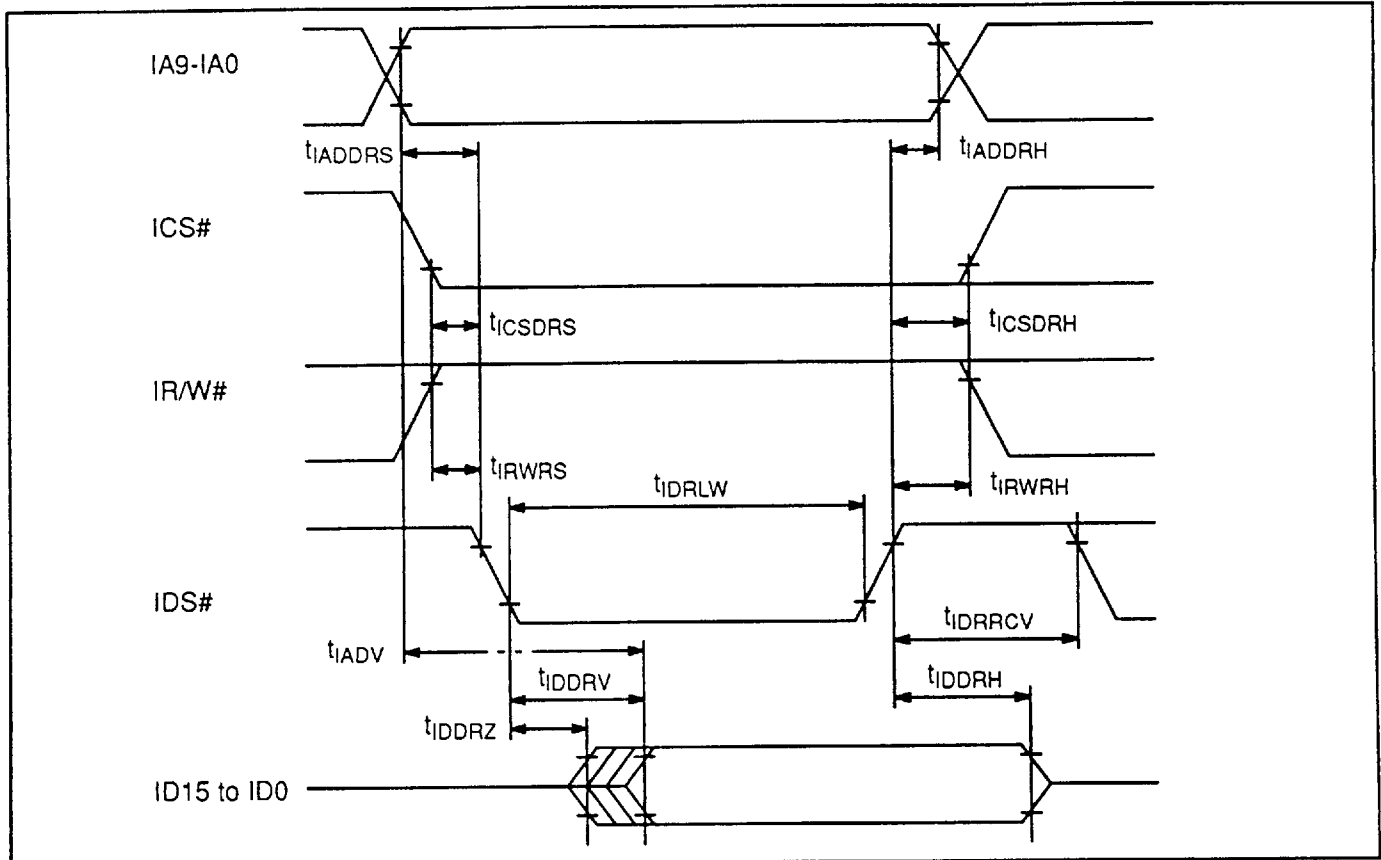 IA9-IA0
tIADDRS
tIADDRH
ICS#
tICSDRS
tICSDRH
IR/W#
tIRWRS
tIDRLW
tIRWRH
IDS#
tIDRRCV
tIADV
tIDDRV
tIDDRH
tIDDRZ
ID15 to ID0